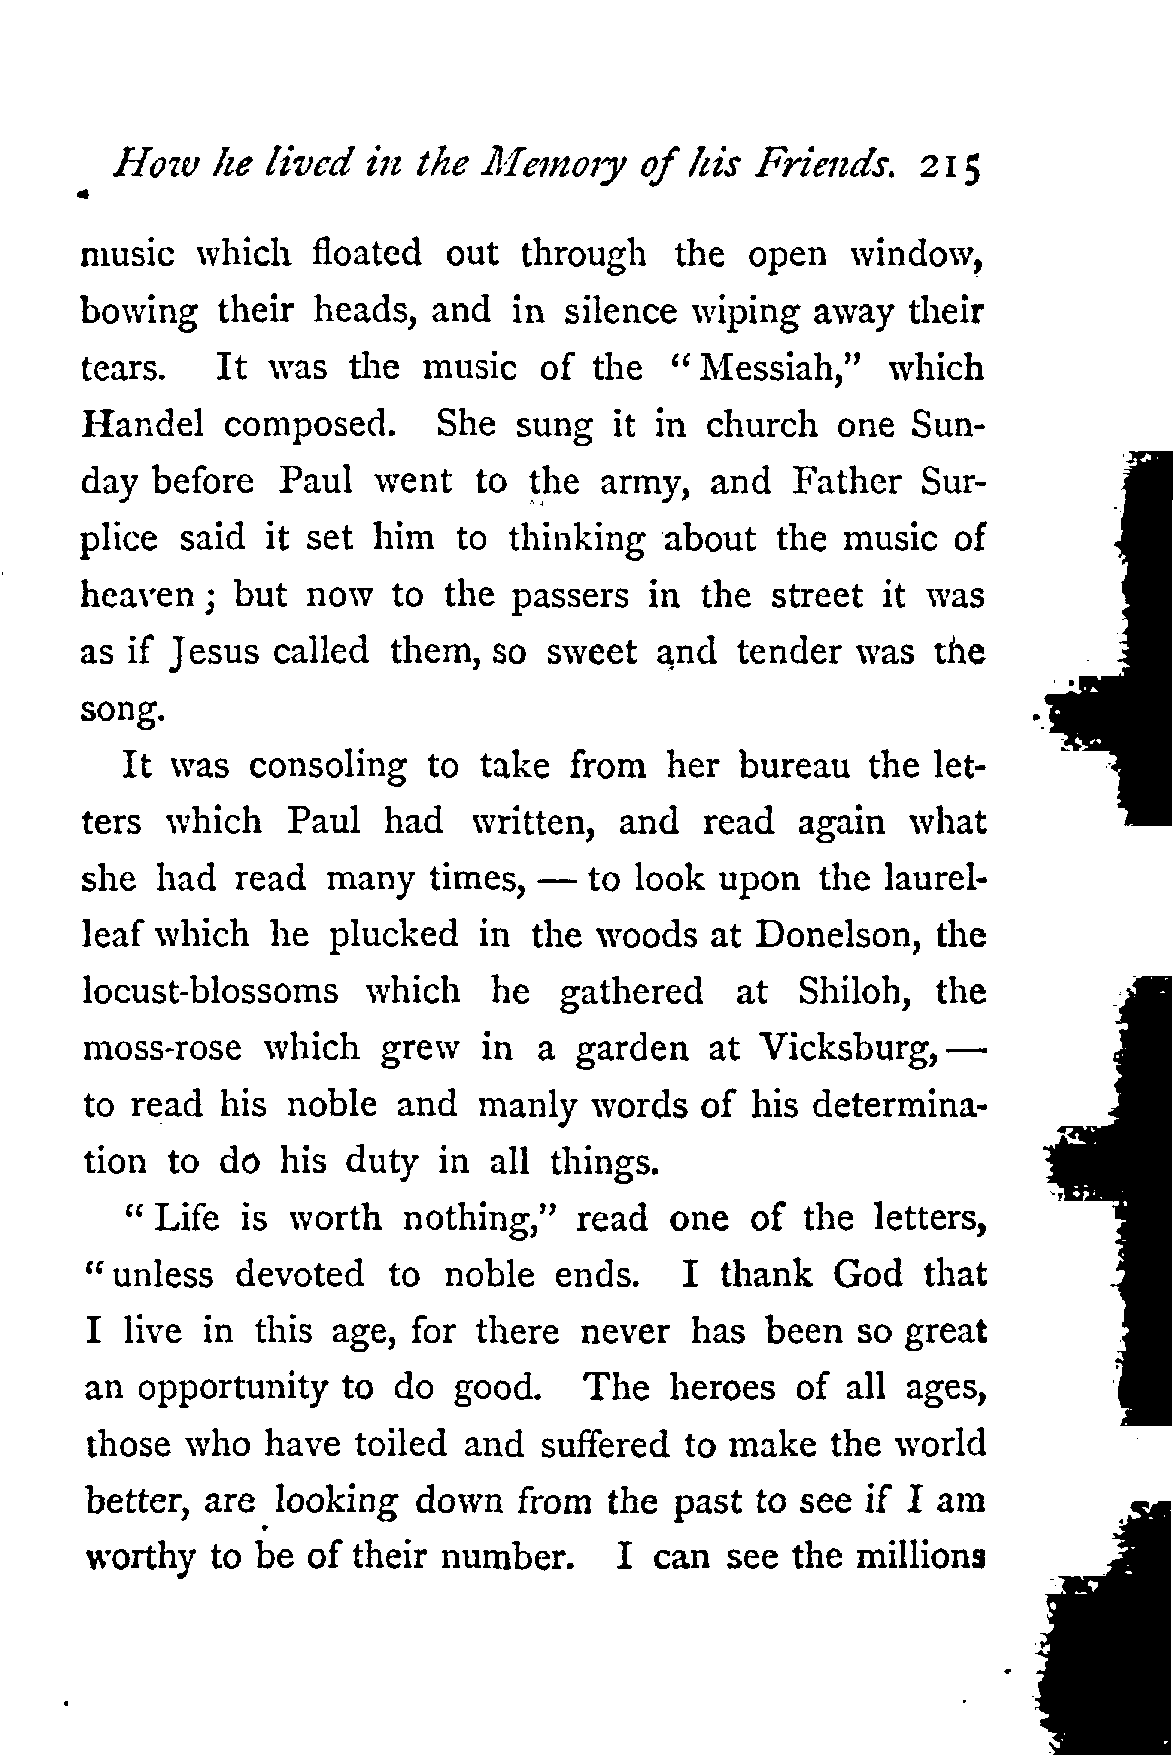 How he lived in the Memory of his Friends. 215
music which floated out through the open window,
bowing their heads, and in silence wiping away their
tears. It was the music of the “Messiah,” which
Handel composed. She sung it in church one Sun-
day before Paul went to the army, and Father Sur-
plice said it set him to thinking about the music of
heaven; but now to the passers in the street it was
as if Jesus called them, so sweet and tender was the
song.
It was consoling to take from her bureau the let-
ters which Paul had written, and read again what
she had read many times, — to look upon the laurel-
leaf which he plucked in the woods at Donelson, the
locust-blossoms which he gathered at Shiloh, the
moss-rose which grew in a garden at Vicksburg, —
to read his noble and manly words of his determina-
tion to do his duty in all things.
“Life is worth nothing,” read one of the letters,
“unless devoted to noble ends. I thank God that
I live in this age, for there never has been so great
an opportunity to do good. The heroes of all ages,
those who have toiled and suffered to make the world
better, are looking down from the past to see if I am
worthy to be of their number. I can see the millions